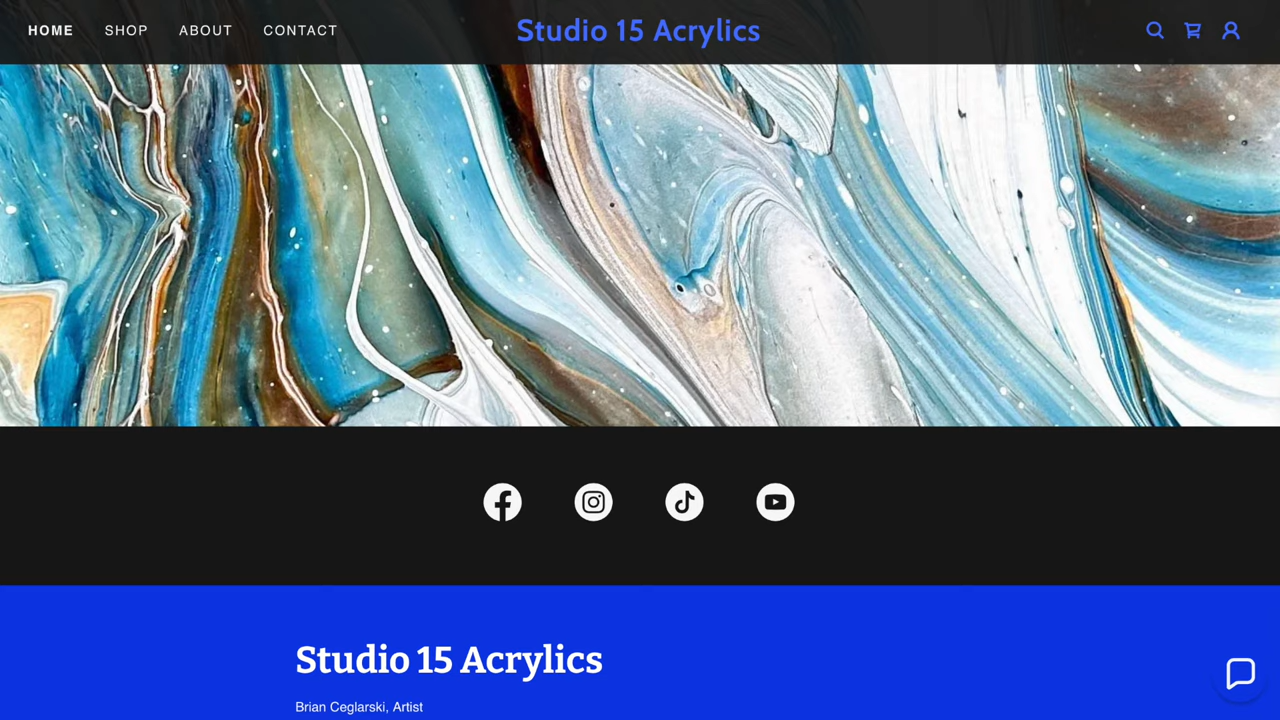 HOME SHOP ABOUT CONTACT
Studio 15 Acrylics
Studio 15 Acrylics
Brian Ceglarski, Artist